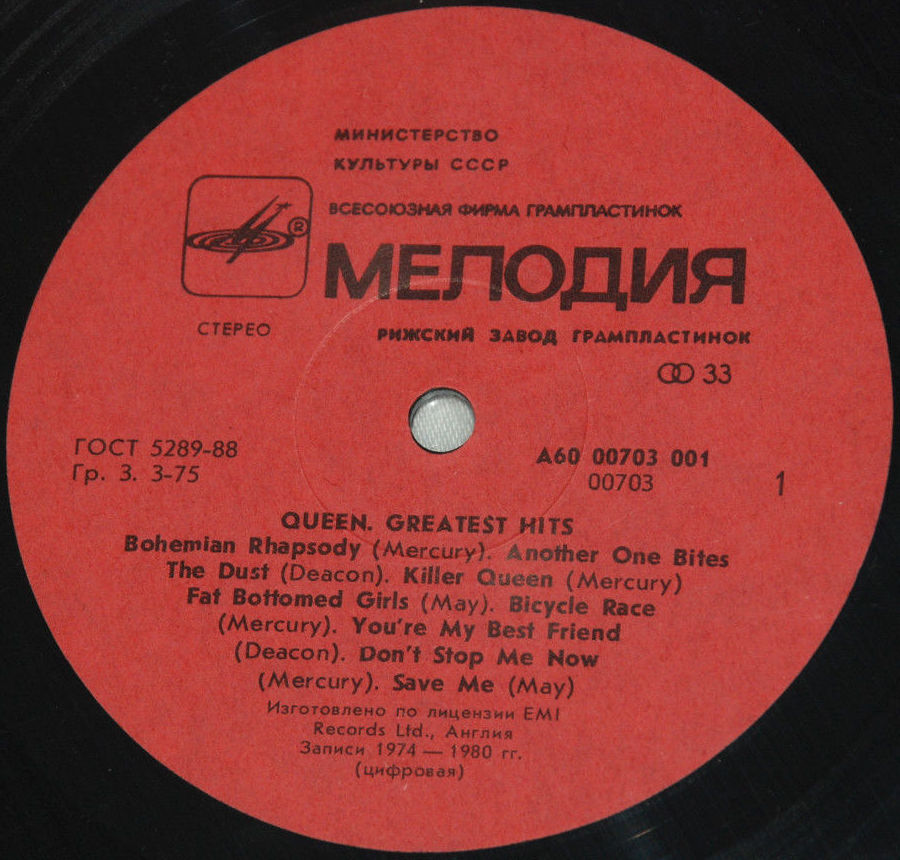 МИНИСТЕРСТВО
КУЛЬТУРЫ СССР
ВСЕСОЮЗНАЯ ФИРМА ГРАМПЛАСТИНОК
®
МЕЛОДИЯ
СТЕРЕО
РИЖСКИЙ ЗАВОД ГРАМПЛАСТИНОК
33
ГОСТ 5289-88
Гр. 3. 3-75
А60 00703 001
00703
1
QUEEN. GREATEST HITS
Bohemian Rhapsody (Mercury). Another One Bites
The Dust (Deacon). Killer Queen (Mercury)
Fat Bottomed Girls (May). Bicycle Race
(Mercury). You're My Best Friend
(Deacon). Don't Stop Me Now
(Mercury). Save Me (May)
Изготовлено по лицензии EMI
Records Ltd., Англия
Записи 1974 — 1980 гг.
(цифровая)